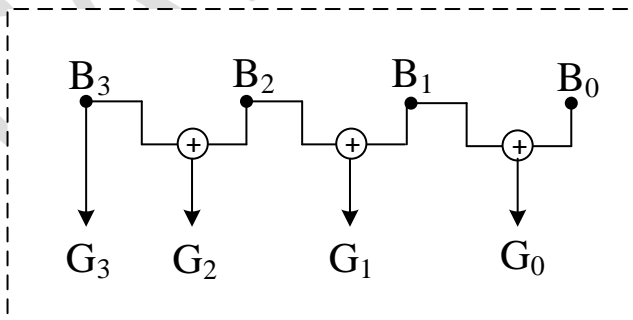 B₃ B₂ B₁ B₀
+ + +
G₃ G₂ G₁ G₀